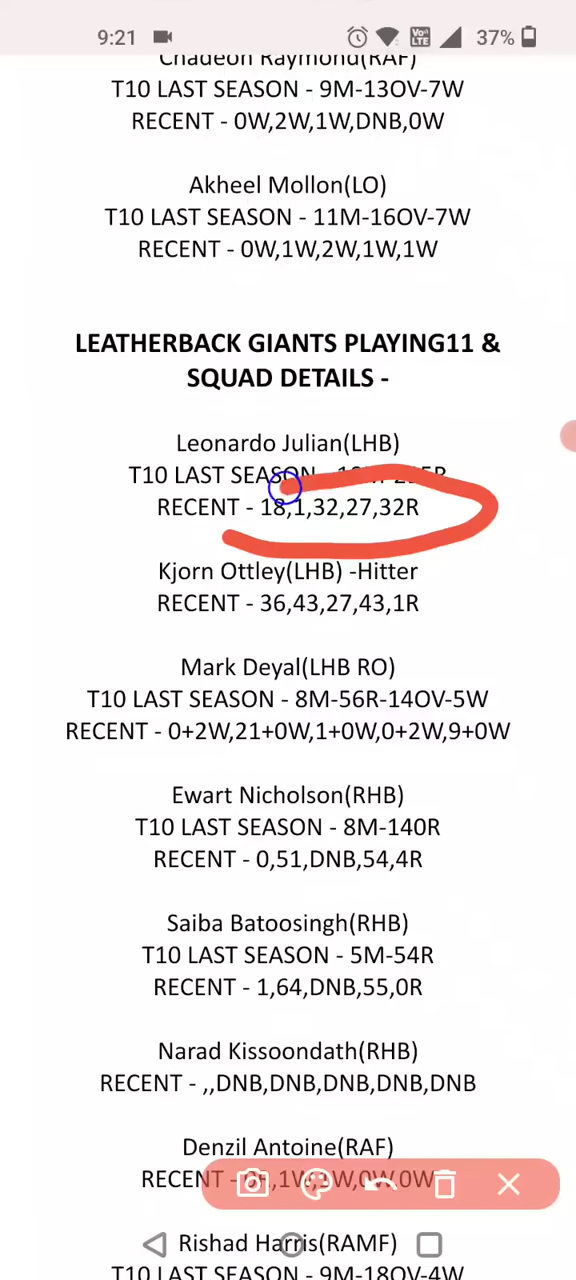 9:21
Vo)
LTE
37%
Chadeon Raymond(RAF)
T10 LAST SEASON - 9M-13OV-7W
RECENT - 0W,2W,1W,DNB,0W
Akheel Mollon(LO)
T10 LAST SEASON - 11M-16OV-7W
RECENT - 0W,1W,2W,1W,1W
LEATHERBACK GIANTS PLAYING11 &
SQUAD DETAILS -
Leonardo Julian(LHB)
T10 LAST SEASON -
RECENT - 18,1,32,27,32R
Kjorn Ottley(LHB) -Hitter
RECENT - 36,43,27,43,1R
Mark Deyal(LHB RO)
T10 LAST SEASON - 8M-56R-14OV-5W
RECENT - 0+2W,21+0W,1+0W,0+2W,9+0W
Ewart Nicholson(RHB)
T10 LAST SEASON - 8M-140R
RECENT - 0,51,DNB,54,4R
Saiba Batoosingh(RHB)
T10 LAST SEASON - 5M-54R
RECENT - 1,64,DNB,55,0R
Narad Kissoondath(RHB)
RECENT - ,,DNB,DNB,DNB,DNB,DNB
Denzil Antoine(RAF)
RECENT - ,1W, W,0W,0W
Rishad Harris(RAMF)
T10 LAST SEASON - 9M-18OV-4W